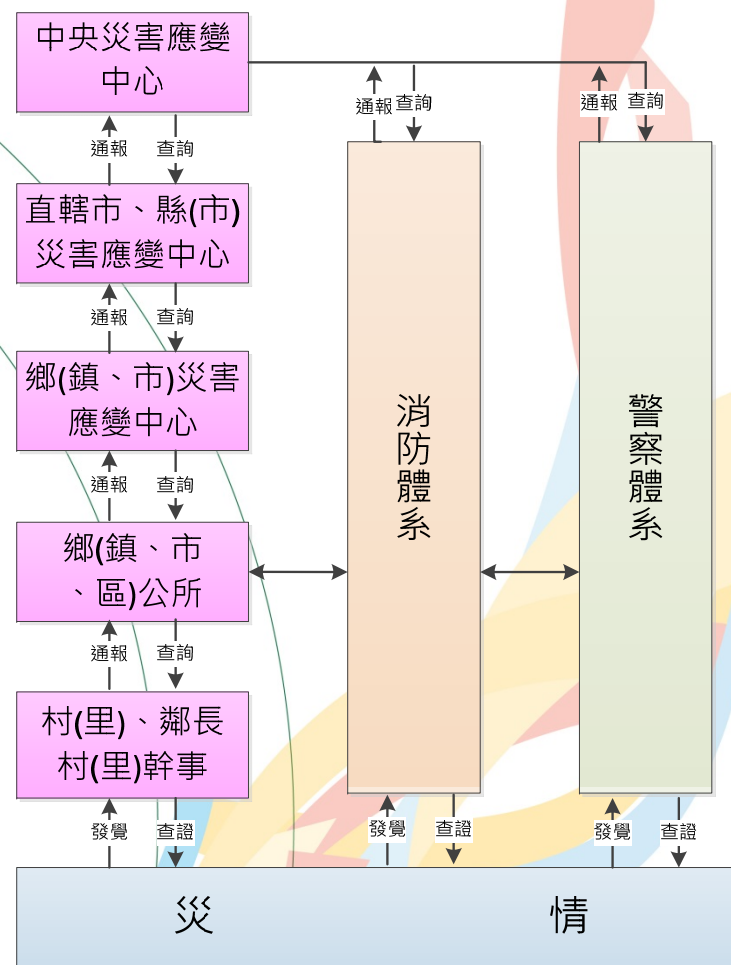 中央災害應變
中心
通報
查詢
通報
查詢
通報
查詢
直轄市、縣(市)
災害應變中心
通報
查詢
鄉(鎮、市)災害
應變中心
通報
查詢
鄉(鎮、市
、區)公所
通報
查詢
村(里)、鄰長
村(里)幹事
發覺
查證
消防體系
發覺
查證
警察體系
發覺
查證
災情